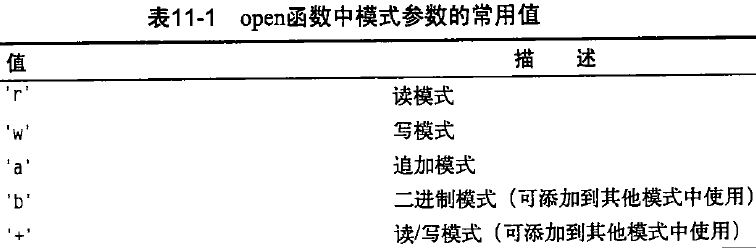 表11-1 open函数中模式参数的常用值
值 描 述
'r' 读模式
'w' 写模式
'a' 追加模式
'b' 二进制模式（可添加到其他模式中使用）
'+' 读/写模式（可添加到其他模式中使用）